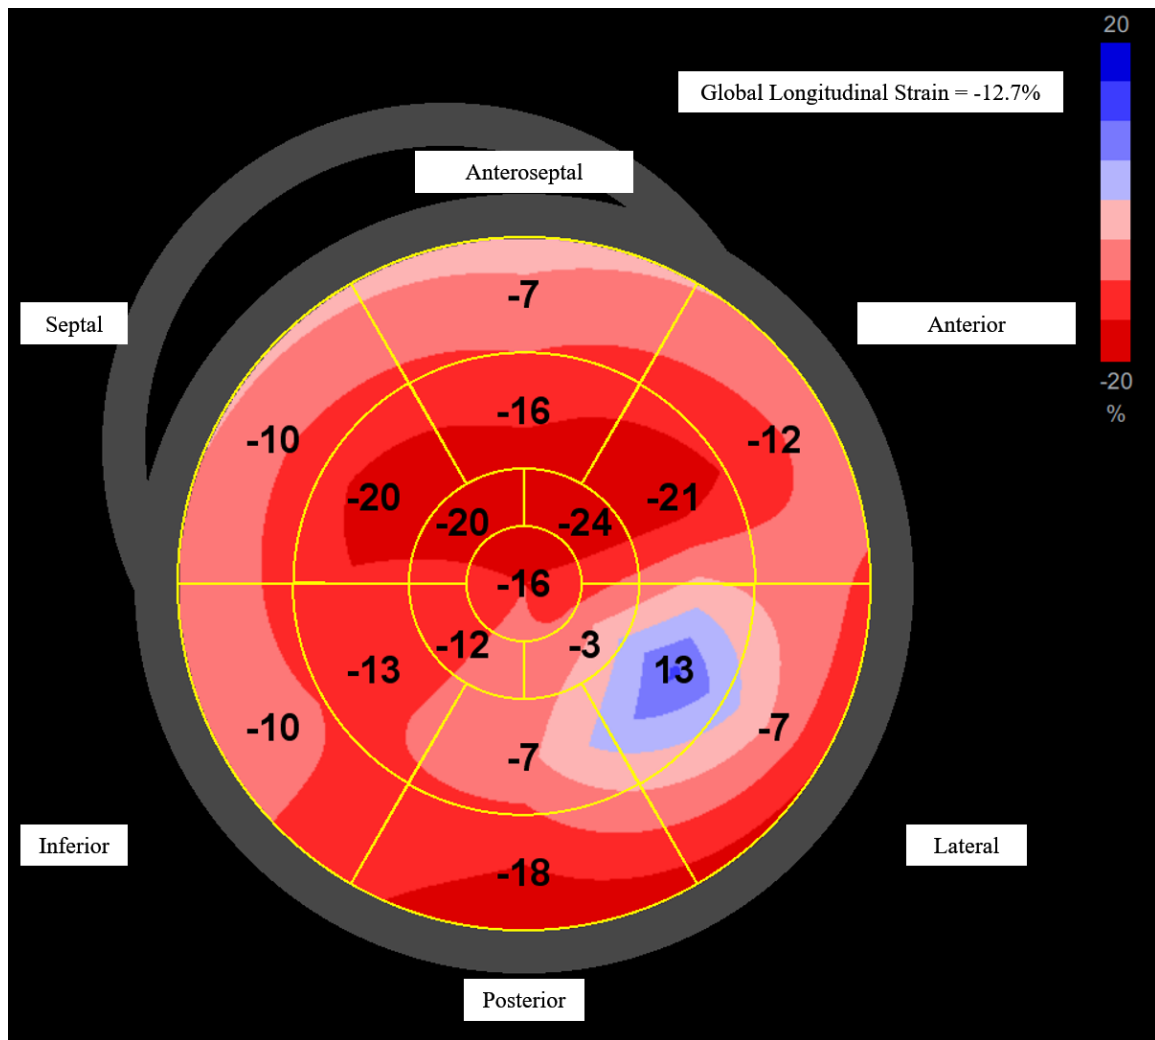 20
Global Longitudinal Strain = -12.7%
Anteroseptal
-7
Septal
Anterior
-20
%
-16
-10
-12
-20
-21
-20
-24
-16
-12
-3
-13
13
-10
-7
-7
Inferior
Lateral
-18
Posterior